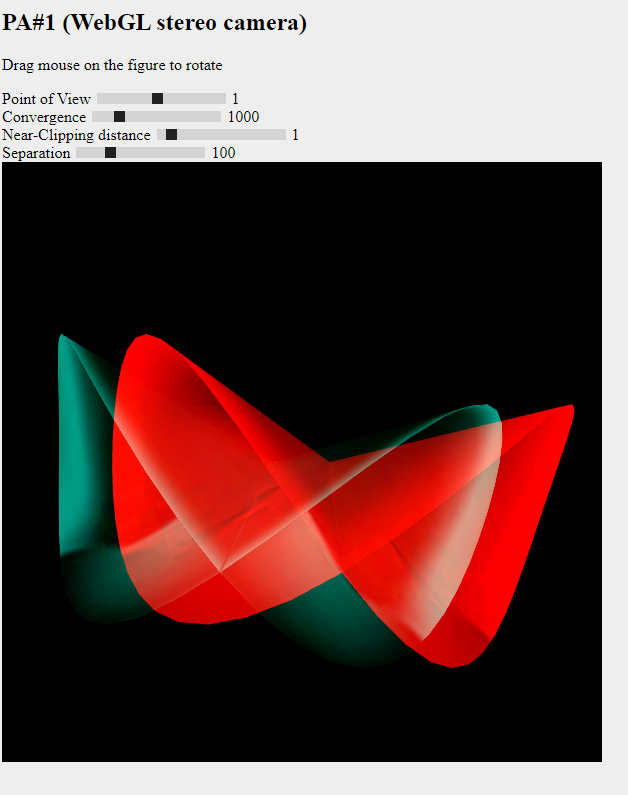 PA#1 (WebGL stereo camera)
Drag mouse on the figure to rotate
Point of View 1
Convergence 1000
Near-Clipping distance 1
Separation 100